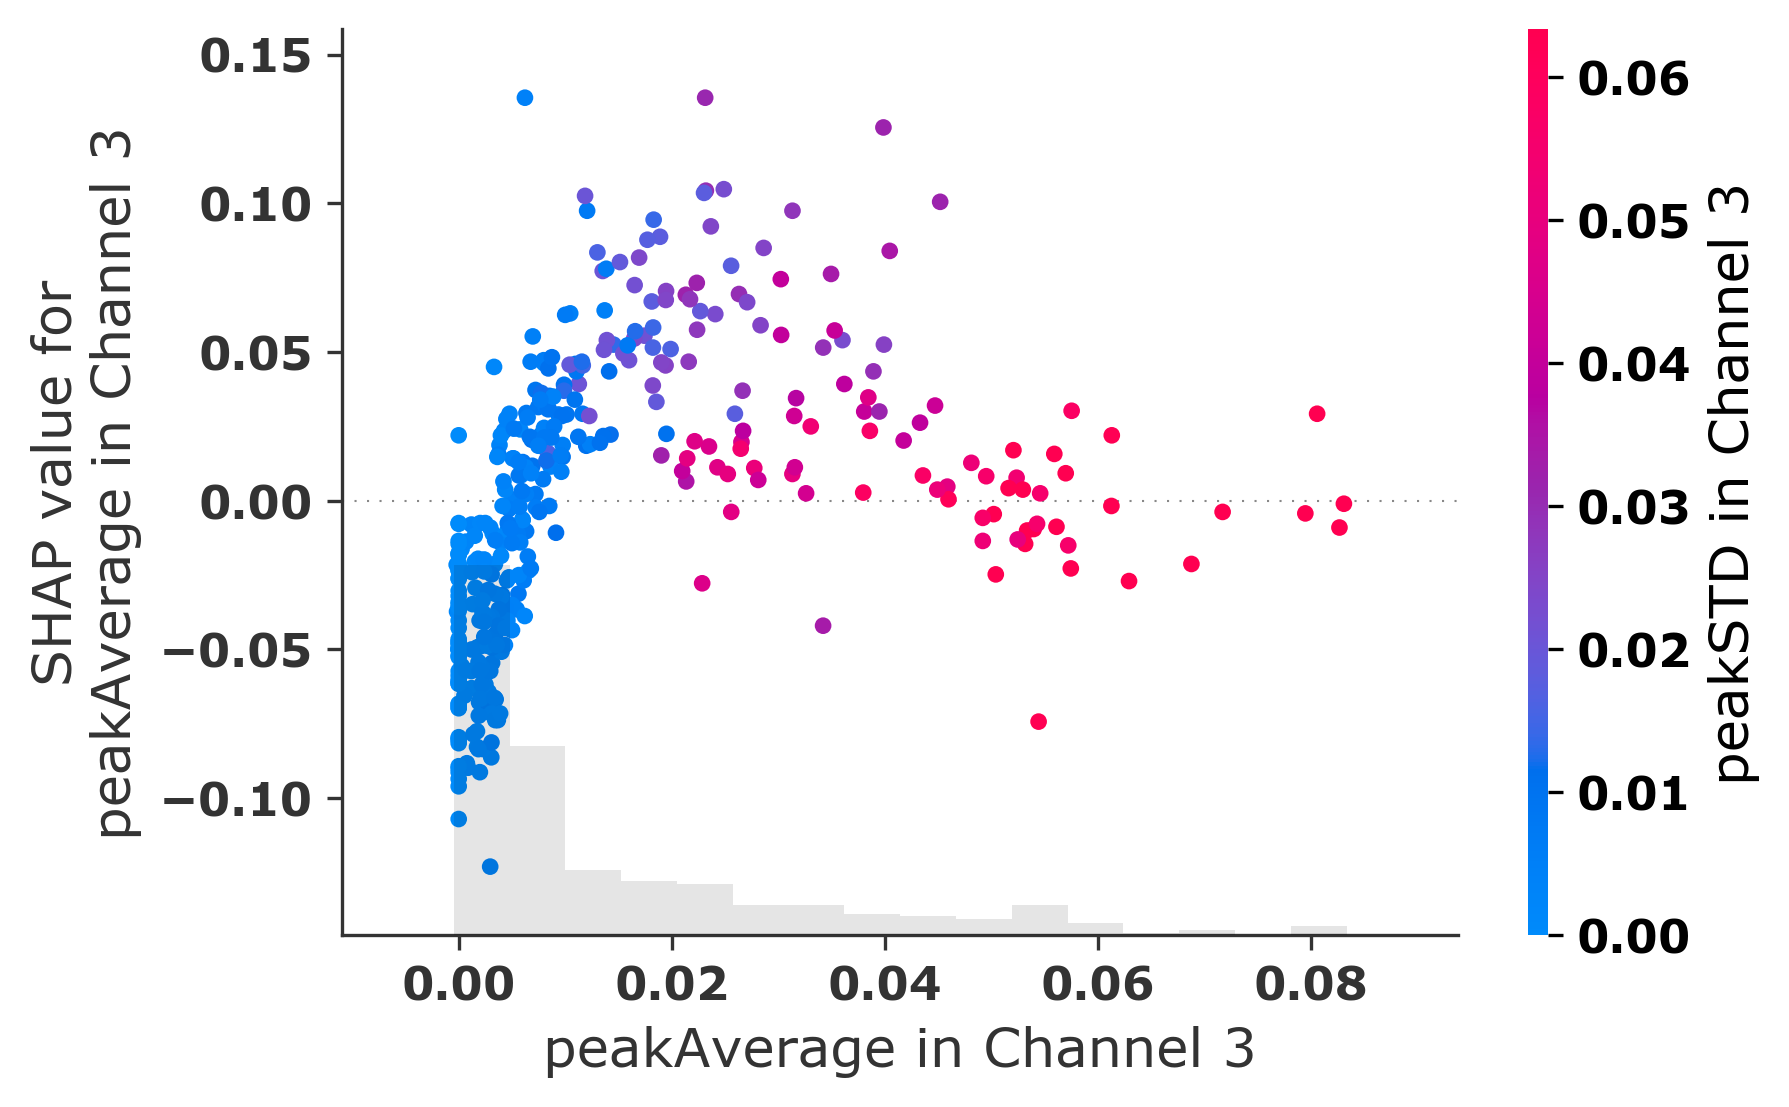 SHAP value for
peakAverage in Channel 3
0.15
0.10
0.05
0.00
−0.05
−0.10
0.00 0.02 0.04 0.06 0.08
peakAverage in Channel 3
0.06
0.05
0.04
0.03
0.02
0.01
0.00
peakSTD in Channel 3